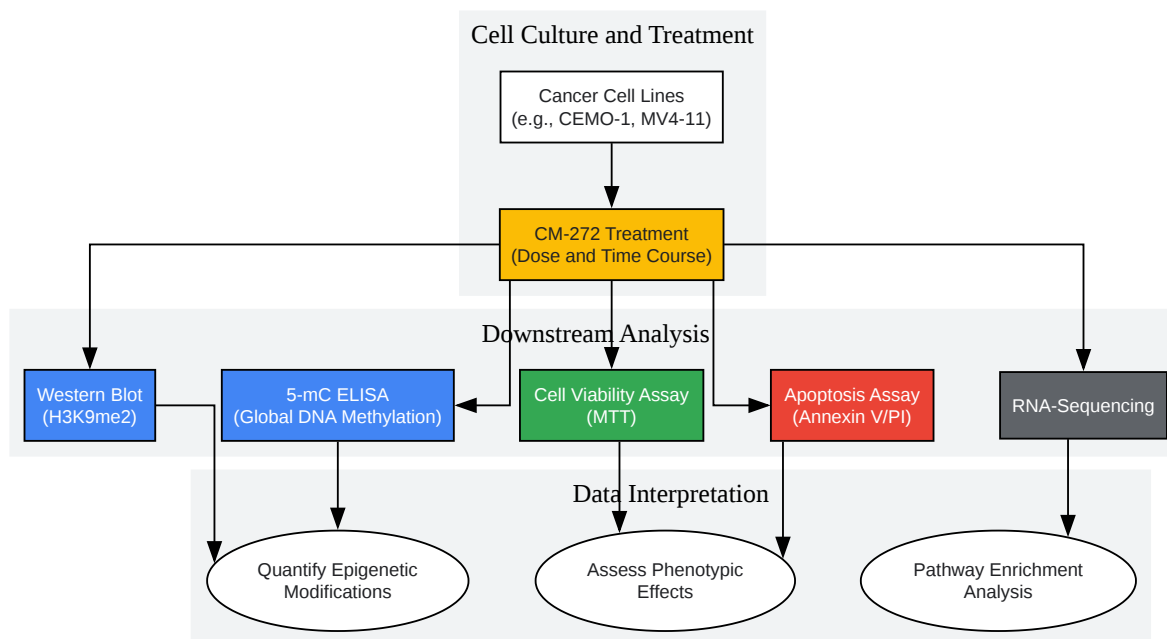 Cell Culture and Treatment
Cancer Cell Lines
(e.g., CEMO-1, MV4-11)
CM-272 Treatment
(Dose and Time Course)
Downstream Analysis
Western Blot
(H3K9me2)
5-mC ELISA
(Global DNA Methylation)
Cell Viability Assay
(MTT)
Apoptosis Assay
(Annexin V/PI)
RNA-Sequencing
Data Interpretation
Quantify Epigenetic
Modifications
Assess Phenotypic
Effects
Pathway Enrichment
Analysis